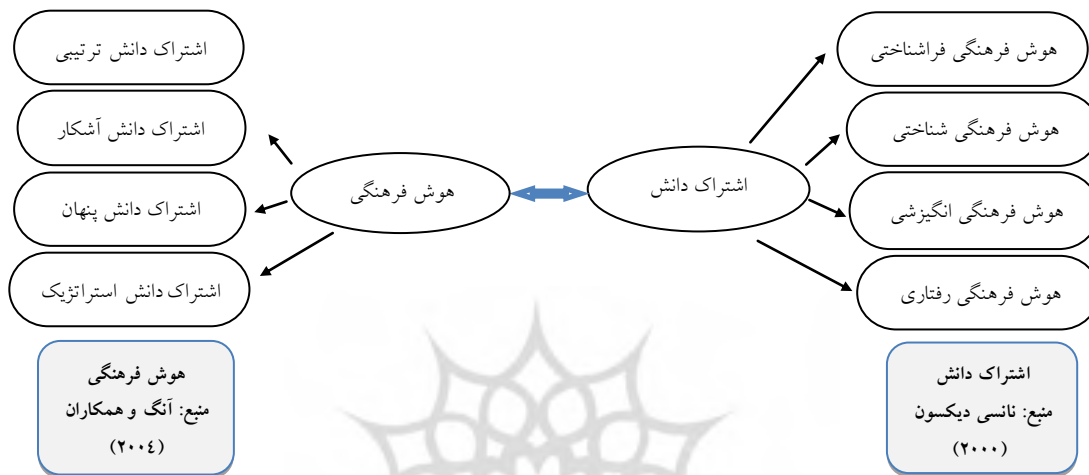 هوش فرهنگی فراشناختی
هوش فرهنگی شناختی
هوش فرهنگی انگیزشی
هوش فرهنگی رفتاری
اشتراک دانش
هوش فرهنگی
اشتراک دانش ترتیبی
اشتراک دانش آشکار
اشتراک دانش پنهان
اشتراک دانش استراتژیک
اشتراک دانش
منبع: نانسی دیکسون
(۲۰۰۰)
هوش فرهنگی
منبع: آنگ و همکاران
(۲۰۰٤)